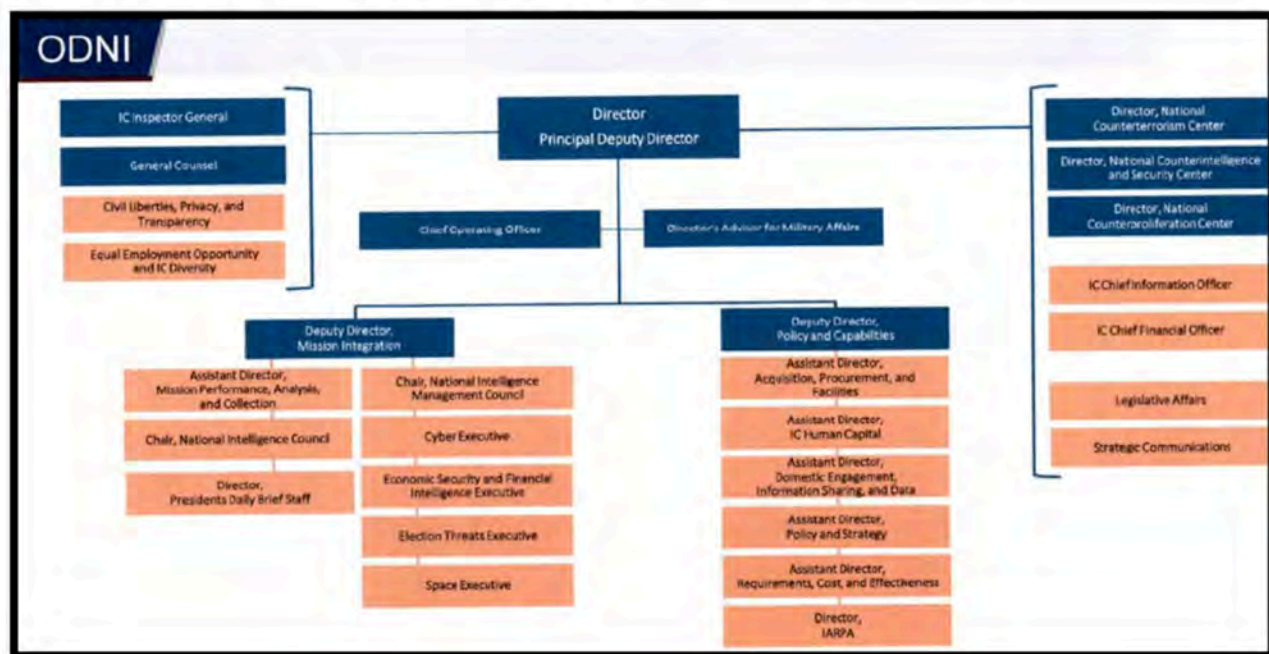 ODNI
IC Inspector General
General Counsel
Civil Liberties, Privacy, and
Transparency
Equal Employment Opportunity
and IC Diversity
Director
Principal Deputy Director
Chief Operating Officer
Director's Advisor for Military Affairs
Director, National
Counterterrorism Center
Director, National Counterintelligence
and Security Center
Director, National
Counterproliferation Center
IC Chief Information Officer
IC Chief Financial Officer
Legislative Affairs
Strategic Communications
Deputy Director,
Mission Integration
Assistant Director,
Mission Performance, Analysis,
and Collection
Chair, National Intelligence Council
Director,
Presidents Daily Brief Staff
Chair, National Intelligence
Management Council
Cyber Executive
Economic Security and Financial
Intelligence Executive
Election Threats Executive
Space Executive
Deputy Director,
Policy and Capabilities
Assistant Director,
Acquisition, Procurement, and
Facilities
Assistant Director,
IC Human Capital
Assistant Director,
Domestic Engagement,
Information Sharing, and Data
Assistant Director,
Policy and Strategy
Assistant Director,
Requirements, Cost, and Effectiveness
Director,
IARPA